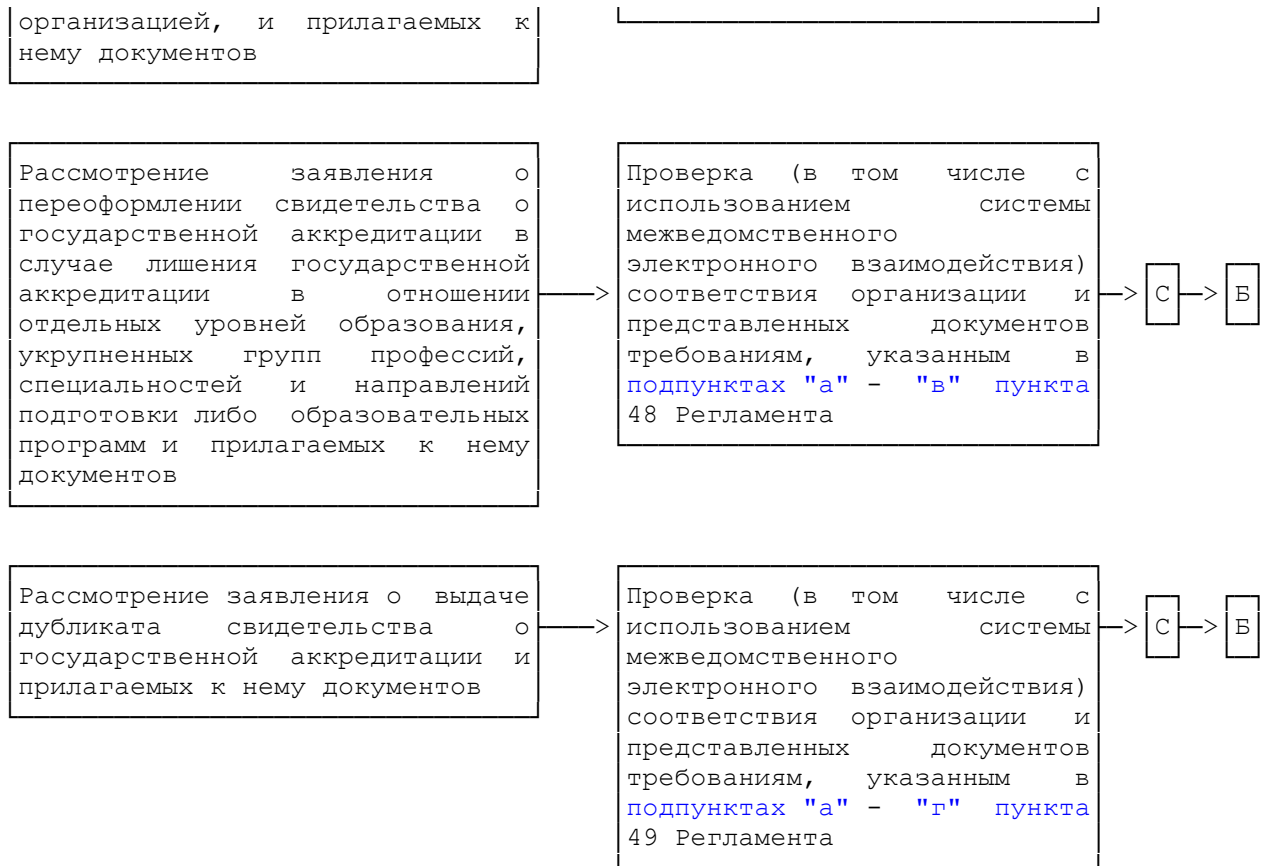 организацией, и прилагаемых к
нему документов
Рассмотрение заявления о
переоформлении свидетельства о
государственной аккредитации в
случае лишения государственной
аккредитации в отношении
отдельных уровней образования,
укрупненных групп профессий,
специальностей и направлений
подготовки либо образовательных
программ и прилагаемых к нему
документов
Проверка (в том числе с
использованием системы
межведомственного
электронного взаимодействия)
соответствия организации и
представленных документов
требованиям, указанным в
подпунктах "а" - "в" пункта
48 Регламента
С
Б
Рассмотрение заявления о выдаче
дубликата свидетельства о
государственной аккредитации и
прилагаемых к нему документов
Проверка (в том числе с
использованием системы
межведомственного
электронного взаимодействия)
соответствия организации и
представленных документов
требованиям, указанным в
подпунктах "а" - "г" пункта
49 Регламента
С
Б